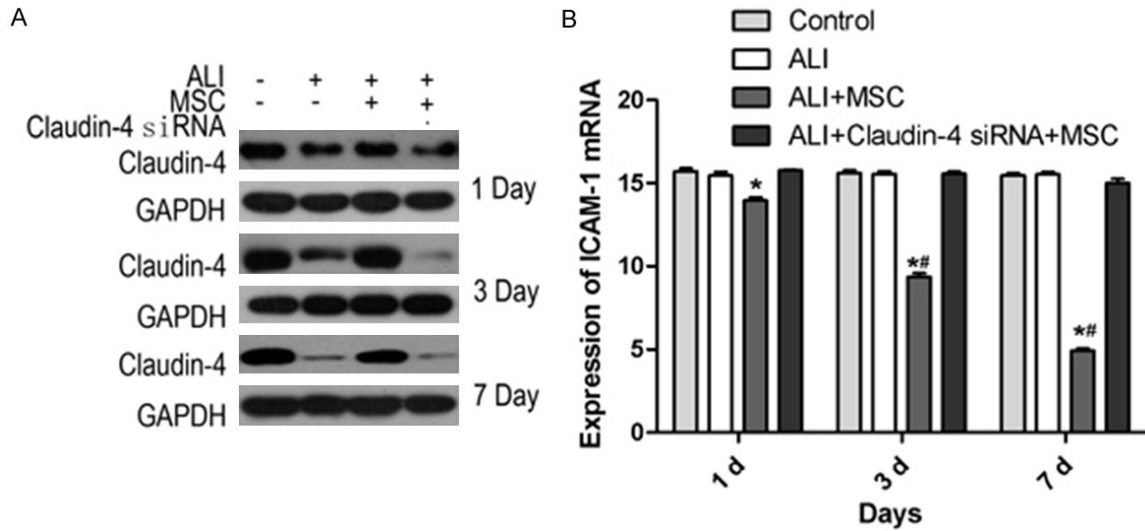 A
ALI - + + +
MSC - - + +
Claudin-4 siRNA .
Claudin-4
GAPDH
1 Day
Claudin-4
GAPDH
3 Day
Claudin-4
GAPDH
7 Day
B
Control
ALI
ALI+MSC
ALI+Claudin-4 siRNA+MSC
Expression of ICAM-1 mRNA
20
15
10
5
0
*
*#
*#
1 d
3 d
7 d
Days